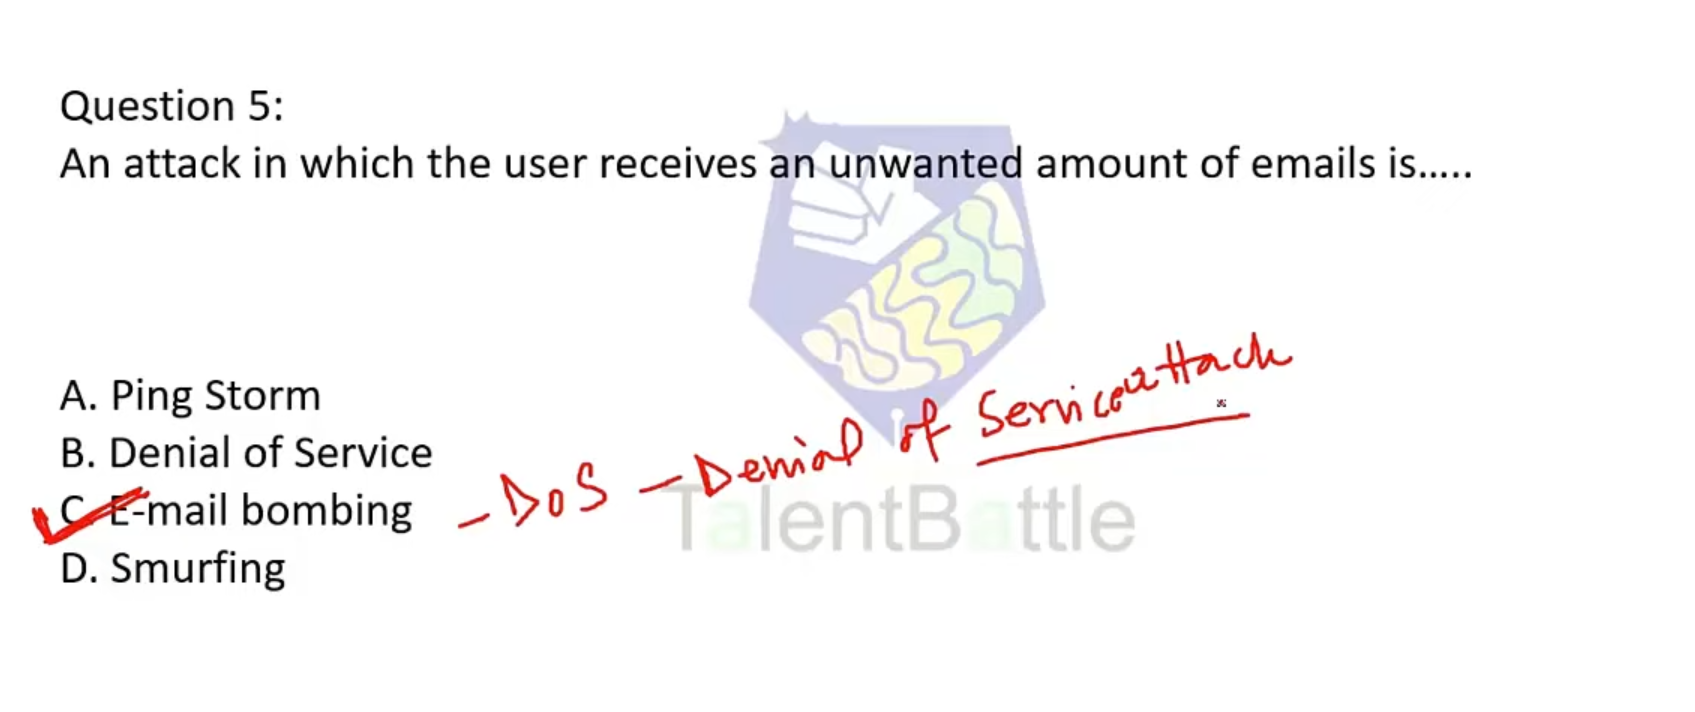 Question 5:
An attack in which the user receives an unwanted amount of emails is.....
A. Ping Storm
B. Denial of Service
C. E-mail bombing - DoS - Denial of Service attack
D. Smurfing
TalentBattle